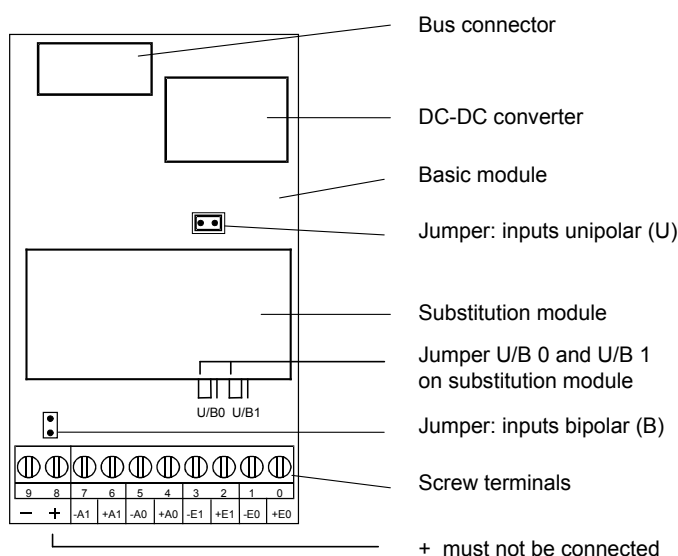 Bus connector
DC-DC converter
Basic module
Jumper: inputs unipolar (U)
Substitution module
Jumper U/B 0 and U/B 1
on substitution module
U/B0 U/B1
Jumper: inputs bipolar (B)
Screw terminals
9 8 7 6 5 4 3 2 1 0
– + -A1 +A1 -A0 +A0 -E1 +E1 -E0 +E0
+ must not be connected